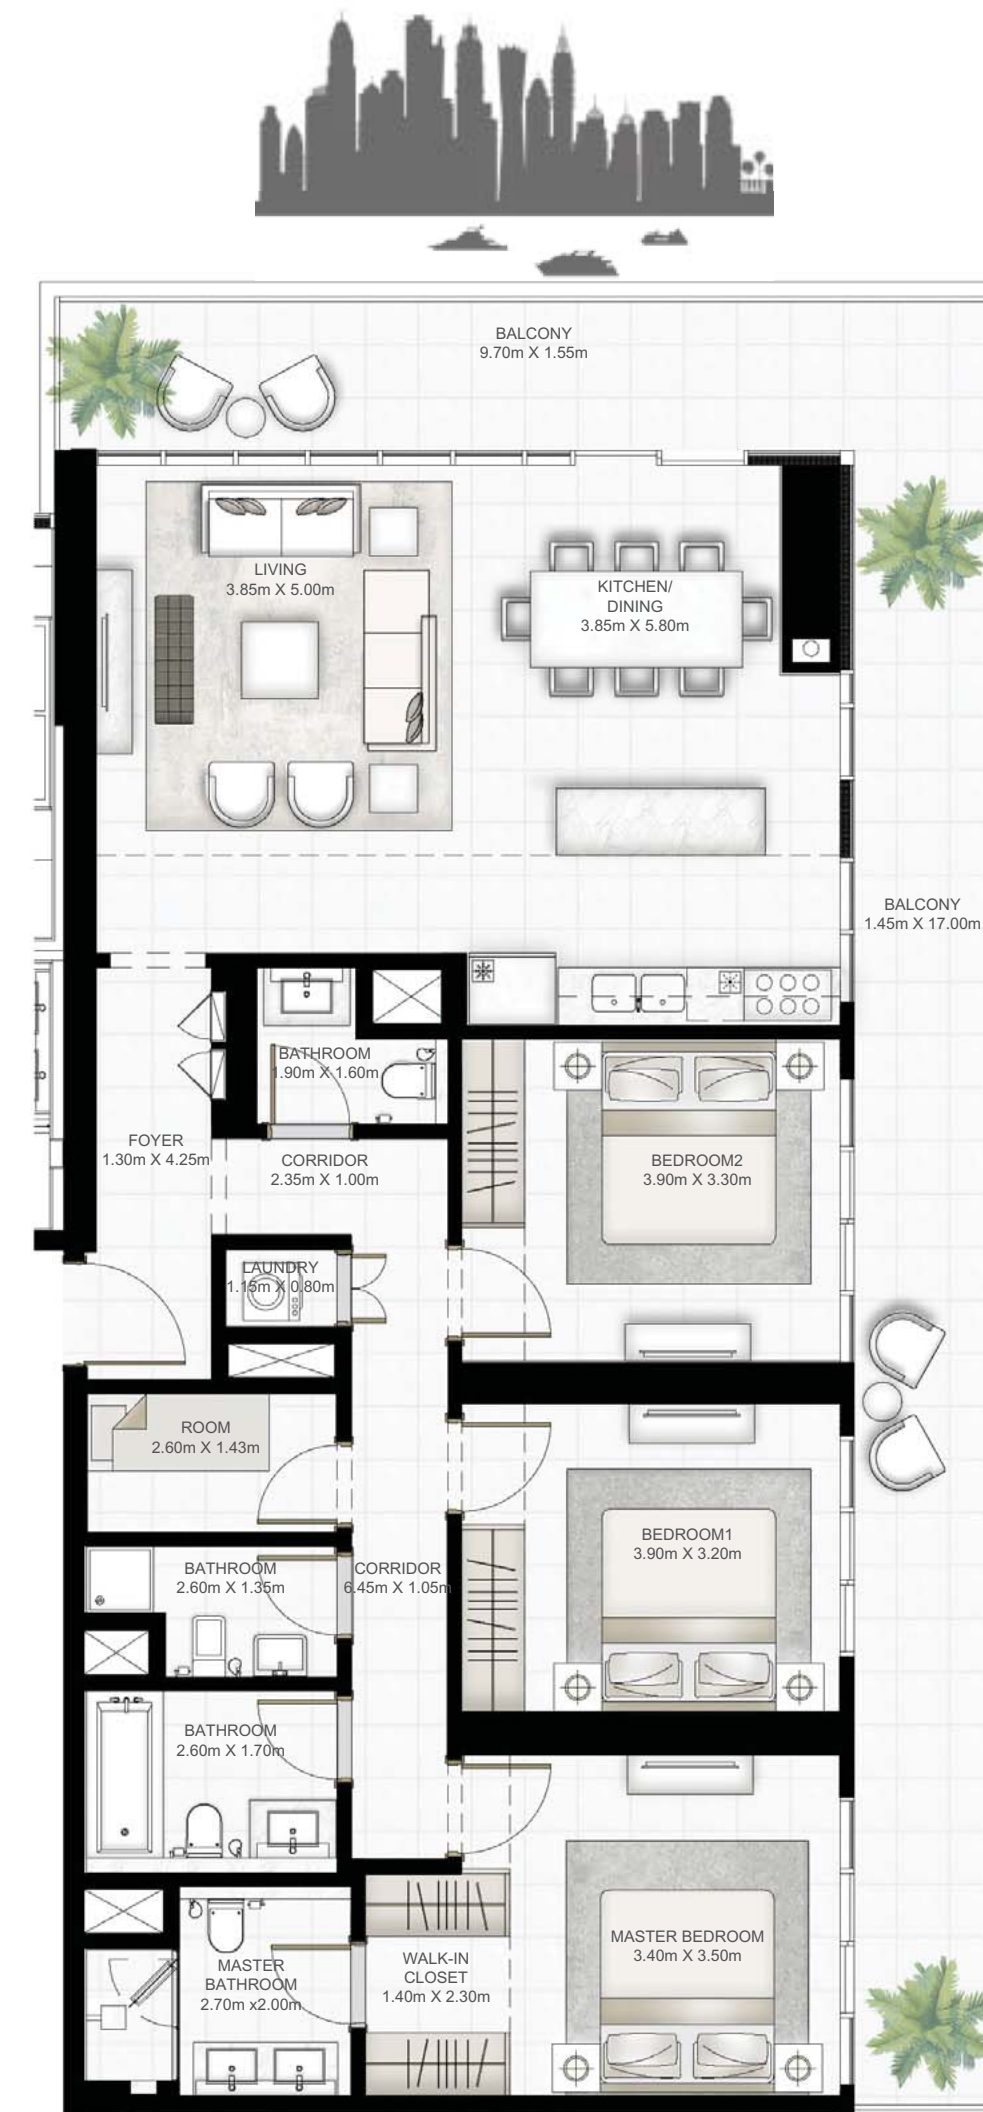 BALCONY
9.70m X 1.55m
LIVING
3.85m X 5.00m
KITCHEN/
DINING
3.85m X 5.80m
BALCONY
1.45m X 17.00m
BATHROOM
1.90m X 1.60m
FOYER
1.30m X 4.25m
CORRIDOR
2.35m X 1.00m
BEDROOM2
3.90m X 3.30m
LAUNDRY
1.15m X 0.80m
ROOM
2.60m X 1.43m
BEDROOM1
3.90m X 3.20m
BATHROOM
2.60m X 1.35m
CORRIDOR
6.45m X 1.05m
BATHROOM
2.60m X 1.70m
MASTER BEDROOM
3.40m X 3.50m
WALK-IN
CLOSET
1.40m X 2.30m
MASTER
BATHROOM
2.70m x2.00m